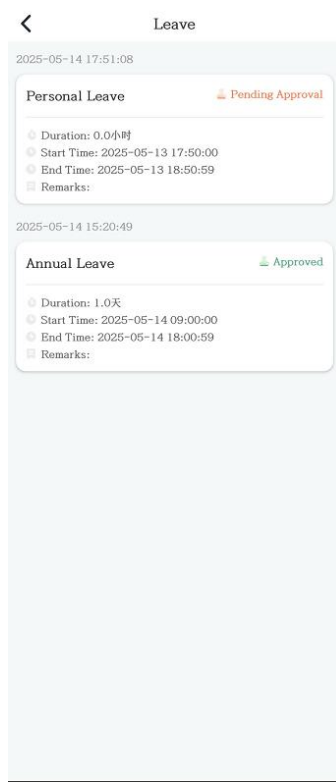 Leave
2025-05-14 17:51:08
Personal Leave
Pending Approval
Duration: 0.0小时
Start Time: 2025-05-13 17:50:00
End Time: 2025-05-13 18:50:59
Remarks:
2025-05-14 15:20:49
Annual Leave
Approved
Duration: 1.0天
Start Time: 2025-05-14 09:00:00
End Time: 2025-05-14 18:00:59
Remarks: